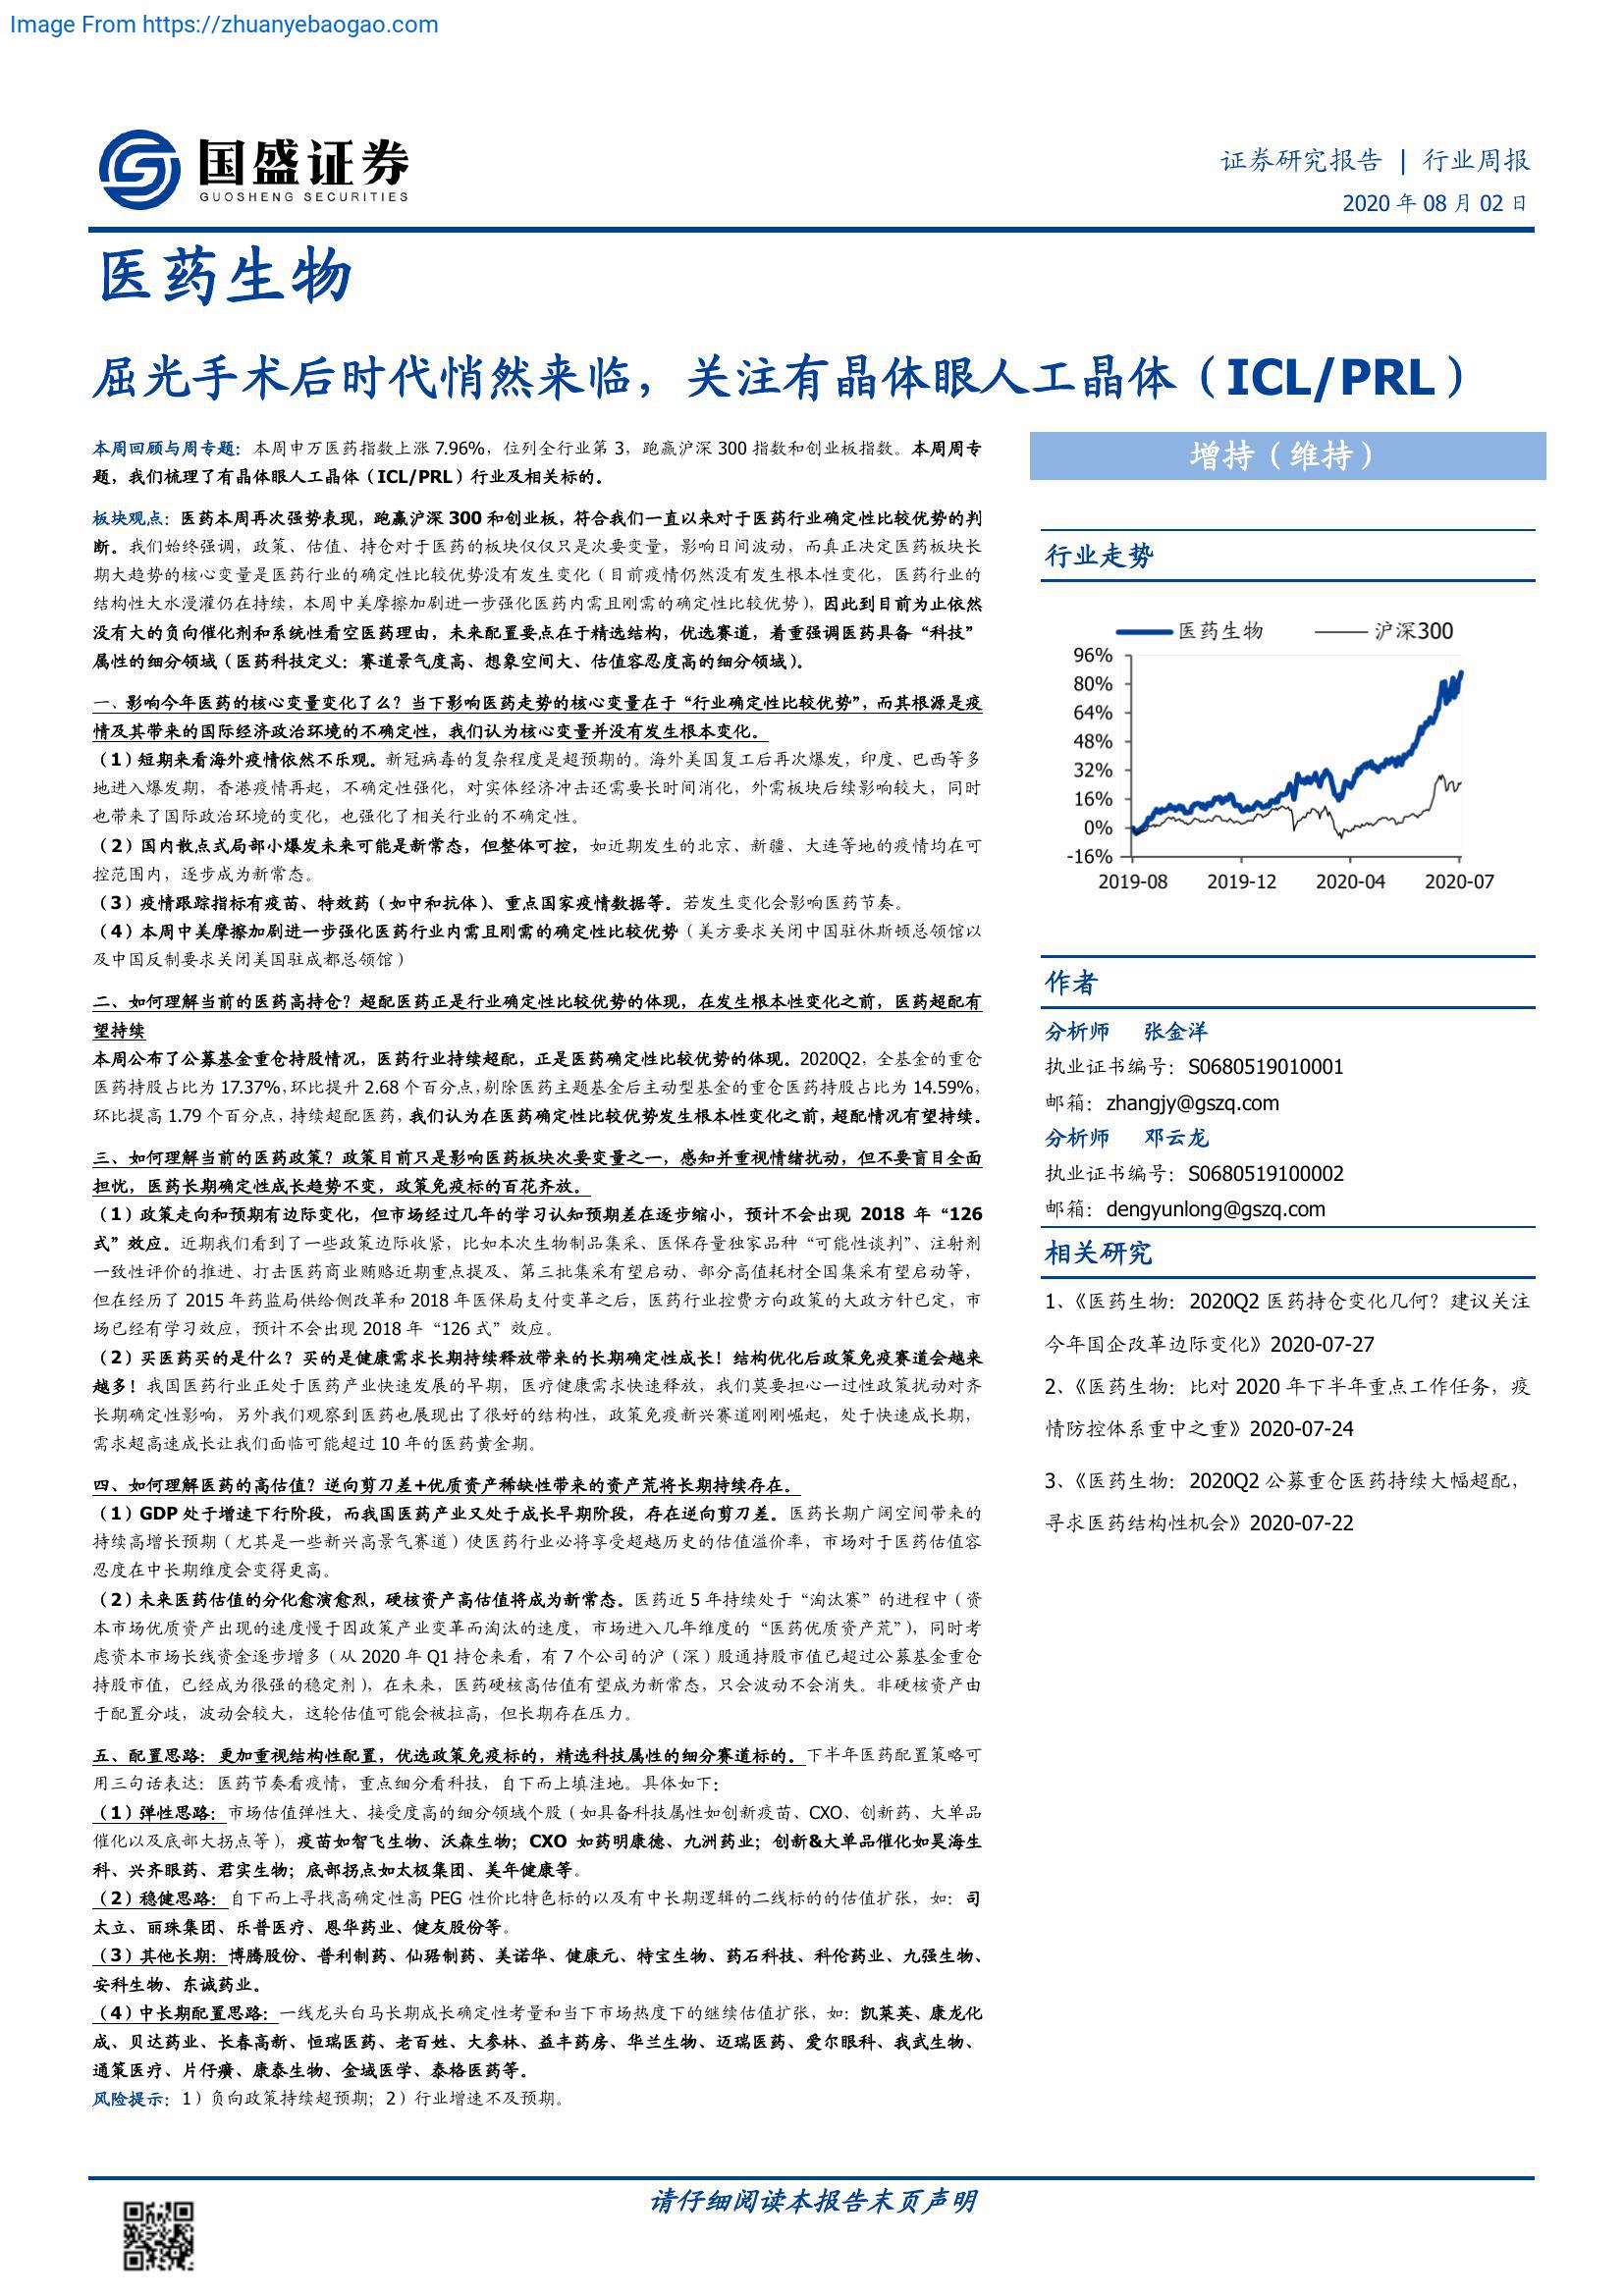 Image From https://zhuanyebaogao.com
国盛证券
GUOSHENG SECURITIES
证券研究报告 | 行业周报
2020 年 08 月 02 日
医药生物
屈光手术后时代悄然来临，关注有晶体眼人工晶体（ICL/PRL）
本周回顾与周专题：本周申万医药指数上涨 7.96%，位列全行业第 3，跑赢沪深 300 指数和创业板指数。本周周专
题，我们梳理了有晶体眼人工晶体（ICL/PRL）行业及相关标的。
板块观点：医药本周再次强势表现，跑赢沪深 300 和创业板，符合我们一直以来对于医药行业确定性比较优势的判
断。我们始终强调，政策、估值、持仓对于医药的板块仅仅只是次要变量，影响日间波动，而真正决定医药板块长
期大趋势的核心变量是医药行业的确定性比较优势没有发生变化（目前疫情仍然没有发生根本性变化，医药行业的
结构性大水漫灌仍在持续，本周中美摩擦加剧进一步强化医药内需且刚需的确定性比较优势），因此到目前为止依然
没有大的负向催化剂和系统性看空医药理由，未来配置要点在于精选结构，优选赛道，着重强调医药具备“科技”
属性的细分领域（医药科技定义：赛道景气度高、想象空间大、估值容忍度高的细分领域）。
一、影响今年医药的核心变量变化了么？当下影响医药走势的核心变量在于“行业确定性比较优势”，而其根源是疫
情及其带来的国际经济政治环境的不确定性，我们认为核心变量并没有发生根本变化。
（1）短期来看海外疫情依然不乐观。新冠病毒的复杂程度是超预期的。海外美国复工后再次爆发，印度、巴西等多
地进入爆发期，香港疫情再起，不确定性强化，对实体经济冲击还需要长时间消化，外需板块后续影响较大，同时
也带来了国际政治环境的变化，也强化了相关行业的不确定性。
（2）国内散点式局部小爆发未来可能是新常态，但整体可控，如近期发生的北京、新疆、大连等地的疫情均在可
控范围内，逐步成为新常态。
（3）疫情跟踪指标有疫苗、特效药（如中和抗体）、重点国家疫情数据等。若发生变化会影响医药节奏。
（4）本周中美摩擦加剧进一步强化医药行业内需且刚需的确定性比较优势（美方要求关闭中国驻休斯顿总领馆以
及中国反制要求关闭美国驻成都总领馆）
二、如何理解当前的医药高持仓？超配医药正是行业确定性比较优势的体现，在发生根本性变化之前，医药超配有
望持续
本周公布了公募基金重仓持股情况，医药行业持续超配，正是医药确定性比较优势的体现。2020Q2，全基金的重仓
医药持股占比为 17.37%，环比提升 2.68 个百分点，剔除医药主题基金后主动型基金的重仓医药持股占比为 14.59%，
环比提高 1.79 个百分点，持续超配医药，我们认为在医药确定性比较优势发生根本性变化之前，超配情况有望持续。
三、如何理解当前的医药政策？政策目前只是影响医药板块次要变量之一，感知并重视情绪扰动，但不要盲目全面
担忧，医药长期确定性成长趋势不变，政策免疫标的百花齐放。
（1）政策走向和预期有边际变化，但市场经过几年的学习认知预期差在逐步缩小，预计不会出现 2018 年“126
式”效应。近期我们看到了一些政策边际收紧，比如本次生物制品集采、医保存量独家品种“可能性谈判”、注射剂
一致性评价的推进、打击医药商业贿赂近期重点提及、第三批集采有望启动、部分高值耗材全国集采有望启动等，
但在经历了 2015 年药监局供给侧改革和 2018 年医保局支付变革之后，医药行业控费方向政策的大政方针已定，市
场已经有学习效应，预计不会出现 2018 年“126 式”效应。
（2）买医药买的是什么？买的是健康需求长期持续释放带来的长期确定性成长！结构优化后政策免疫赛道会越来
越多！我国医药行业正处于医药产业快速发展的早期，医疗健康需求快速释放，我们莫要担心一过性政策扰动对齐
长期确定性影响，另外我们观察到医药也展现出了很好的结构性，政策免疫新兴赛道刚刚崛起，处于快速成长期，
需求超高速成长让我们面临可能超过 10 年的医药黄金期。
四、如何理解医药的高估值？逆向剪刀差+优质资产稀缺性带来的资产荒将长期持续存在。
（1）GDP 处于增速下行阶段，而我国医药产业又处于成长早期阶段，存在逆向剪刀差。医药长期广阔空间带来的
持续高增长预期（尤其是一些新兴高景气赛道）使医药行业必将享受超越历史的估值溢价率，市场对于医药估值容
忍度在中长期维度会变得更高。
（2）未来医药估值的分化愈演愈烈，硬核资产高估值将成为新常态。医药近 5 年持续处于“淘汰赛”的进程中（资
本市场优质资产出现的速度慢于因政策产业变革而淘汰的速度，市场进入几年维度的“医药优质资产荒”），同时考
虑资本市场长线资金逐步增多（从 2020 年 Q1 持仓来看，有 7 个公司的沪（深）股通持股市值已超过公募基金重仓
持股市值，已经成为很强的稳定剂），在未来，医药硬核高估值有望成为新常态，只会波动不会消失。非硬核资产由
于配置分歧，波动会较大，这轮估值可能会被拉高，但长期存在压力。
五、配置思路：更加重视结构性配置，优选政策免疫标的，精选科技属性的细分赛道标的。下半年医药配置策略可
用三句话表达：医药节奏看疫情，重点细分看科技，自下而上填洼地。具体如下：
（1）弹性思路：市场估值弹性大、接受度高的细分领域个股（如具备科技属性如创新疫苗、CXO、创新药、大单品
催化以及底部大拐点等），疫苗如智飞生物、沃森生物；CXO 如药明康德、九洲药业；创新&大单品催化如昊海生
科、兴齐眼药、君实生物；底部拐点如太极集团、美年健康等。
（2）稳健思路：自下而上寻找高确定性高 PEG 性价比特色标的以及有中长期逻辑的二线标的的估值扩张，如：司
太立、丽珠集团、乐普医疗、恩华药业、健友股份等。
（3）其他长期：博腾股份、普利制药、仙琚制药、美诺华、健康元、特宝生物、药石科技、科伦药业、九强生物、
安科生物、东诚药业。
（4）中长期配置思路：一线龙头白马长期成长确定性考量和当下市场热度下的继续估值扩张，如：凯莱英、康龙化
成、贝达药业、长春高新、恒瑞医药、老百姓、大参林、益丰药房、华兰生物、迈瑞医药、爱尔眼科、我武生物、
通策医疗、片仔癀、康泰生物、金域医学、泰格医药等。
风险提示：1）负向政策持续超预期；2）行业增速不及预期。
增持（维持）
行业走势
医药生物 沪深300
96%
80%
64%
48%
32%
16%
0%
-16%
2019-08 2019-12 2020-04 2020-07
作者
分析师 张金洋
执业证书编号：S0680519010001
邮箱：zhangjy@gszq.com
分析师 邓云龙
执业证书编号：S0680519100002
邮箱：dengyunlong@gszq.com
相关研究
1、《医药生物：2020Q2 医药持仓变化几何？建议关注
今年国企改革边际变化》2020-07-27
2、《医药生物：比对 2020 年下半年重点工作任务，疫
情防控体系重中之重》2020-07-24
3、《医药生物：2020Q2 公募重仓医药持续大幅超配，
寻求医药结构性机会》2020-07-22
请仔细阅读本报告末页声明